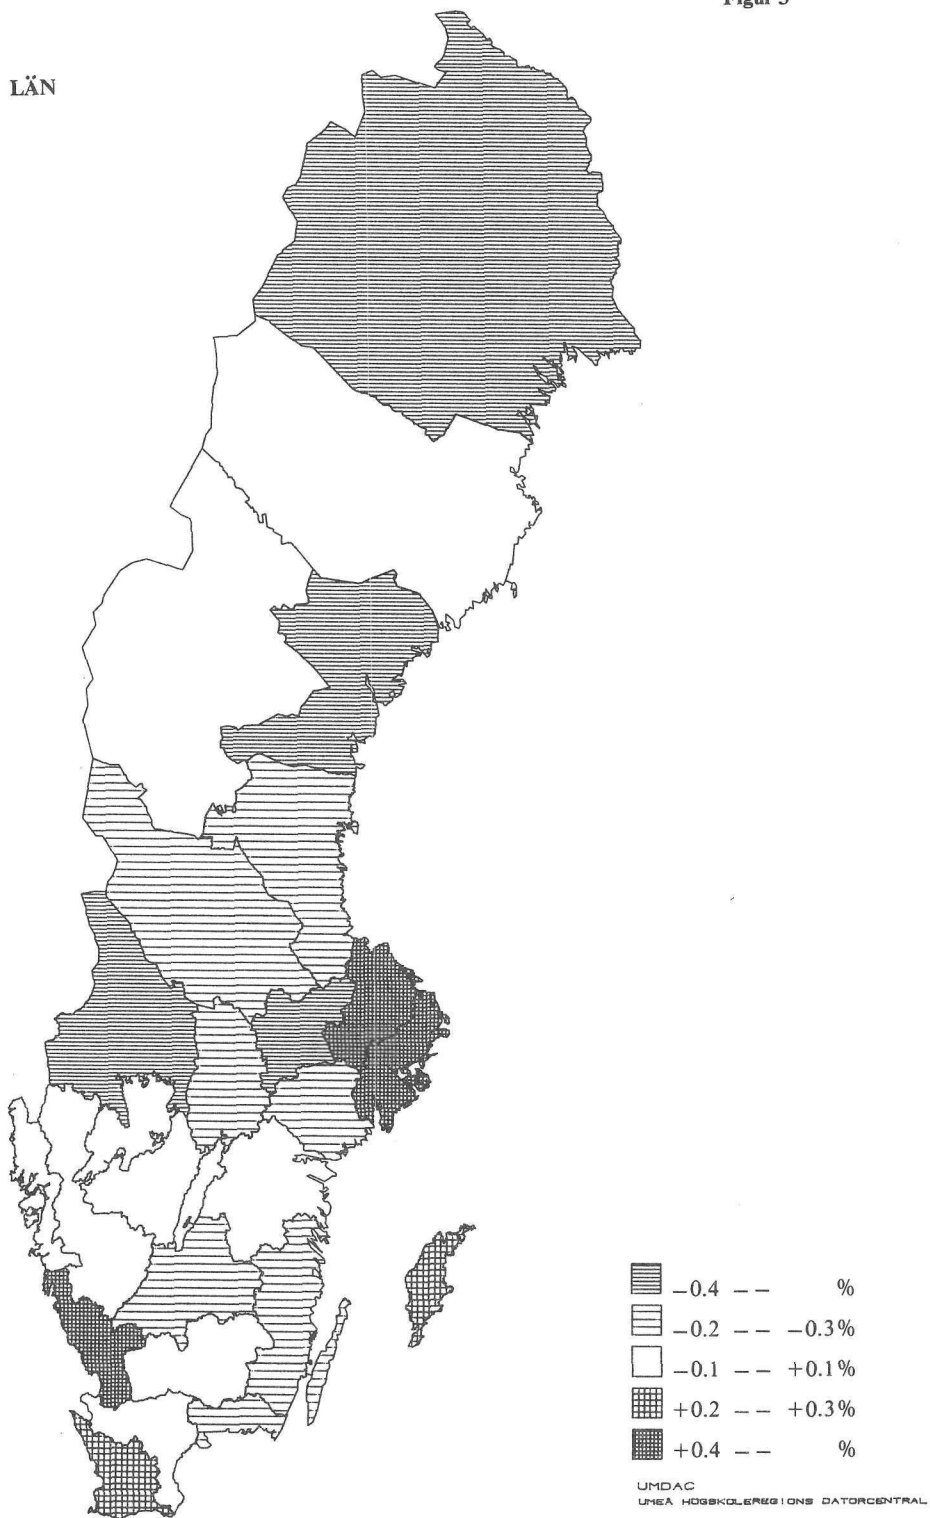 Figur 3
LÄN
–0.4 – – %
–0.2 – – –0.3%
–0.1 – – +0.1%
+0.2 – – +0.3%
+0.4 – – %
UMDAC
UMEÅ HÖGSKOLEREGIONS DATORCENTRAL